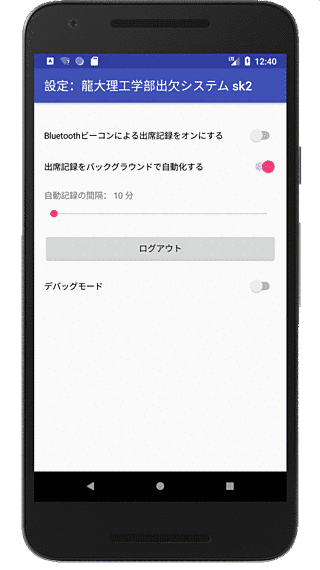 12:40
設定: 龍大理工学部出欠システム sk2
Bluetoothビーコンによる出席記録をオンにする
出席記録をバックグラウンドで自動化する
自動記録の間隔: 10 分
ログアウト
デバッグモード